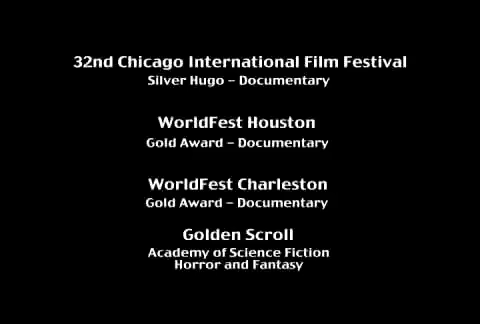 32nd Chicago International Film Festival
Silver Hugo – Documentary
WorldFest Houston
Gold Award – Documentary
WorldFest Charleston
Gold Award – Documentary
Golden Scroll
Academy of Science Fiction
Horror and Fantasy